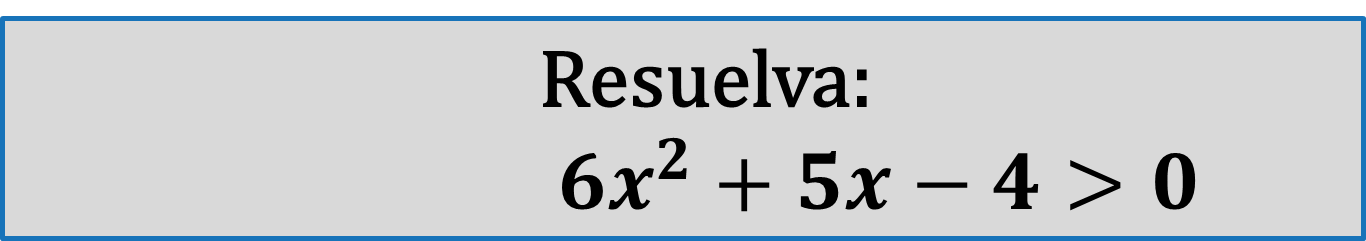 Resuelva:
6x² + 5x − 4 > 0